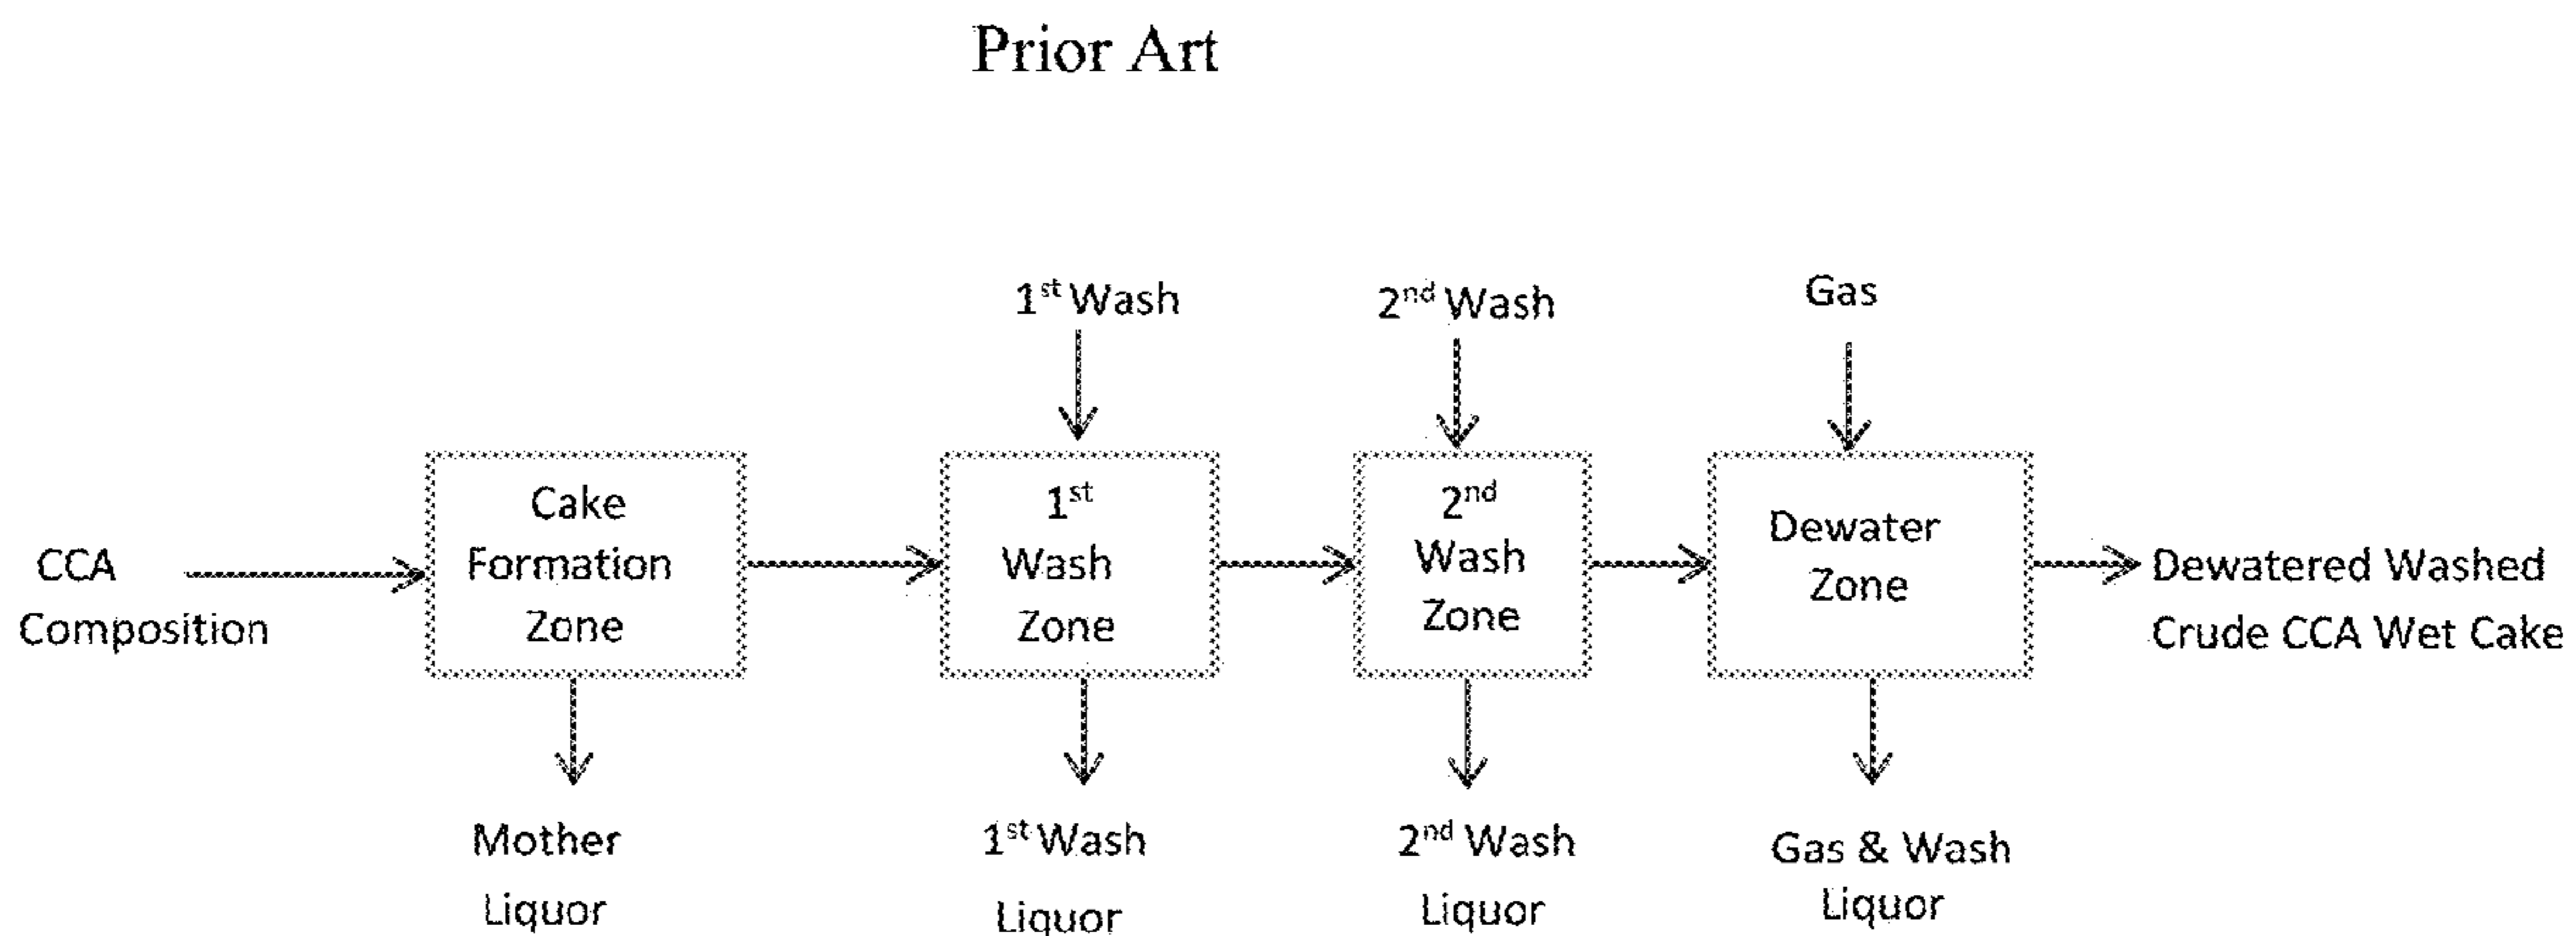 Prior Art
1st Wash
2nd Wash
Gas
CCA
Composition
Cake
Formation
Zone
1st
Wash
Zone
2nd
Wash
Zone
Dewater
Zone
Dewatered Washed
Crude CCA Wet Cake
Mother
Liquor
1st Wash
Liquor
2nd Wash
Liquor
Gas & Wash
Liquor